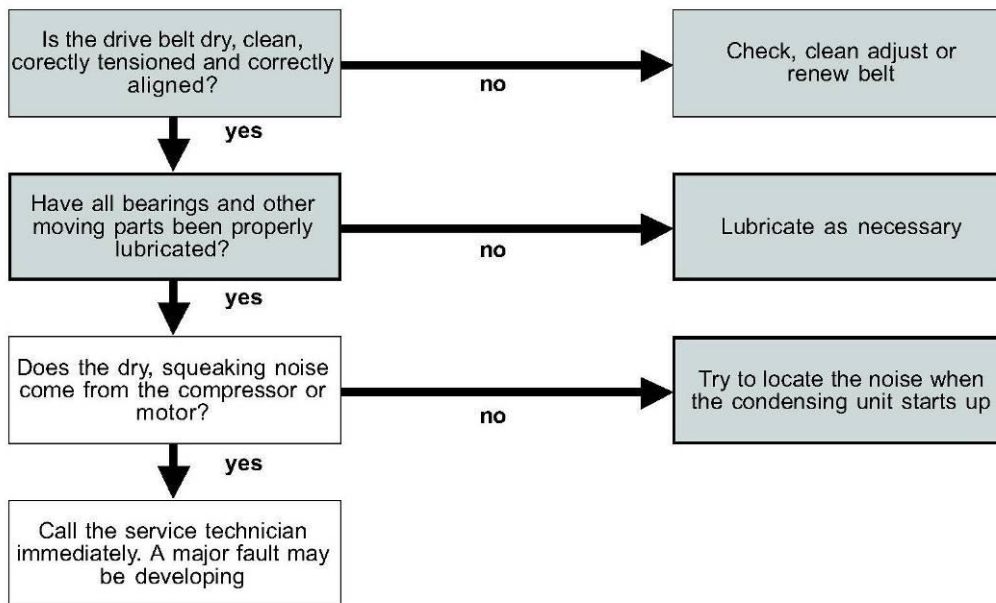 Is the drive belt dry, clean,
corectly tensioned and correctly
aligned?
no
Check, clean adjust or
renew belt
yes
Have all bearings and other
moving parts been properly
lubricated?
no
Lubricate as necessary
yes
Does the dry, squeaking noise
come from the compressor or
motor?
no
Try to locate the noise when
the condensing unit starts up
yes
Call the service technician
immediately. A major fault may
be developing